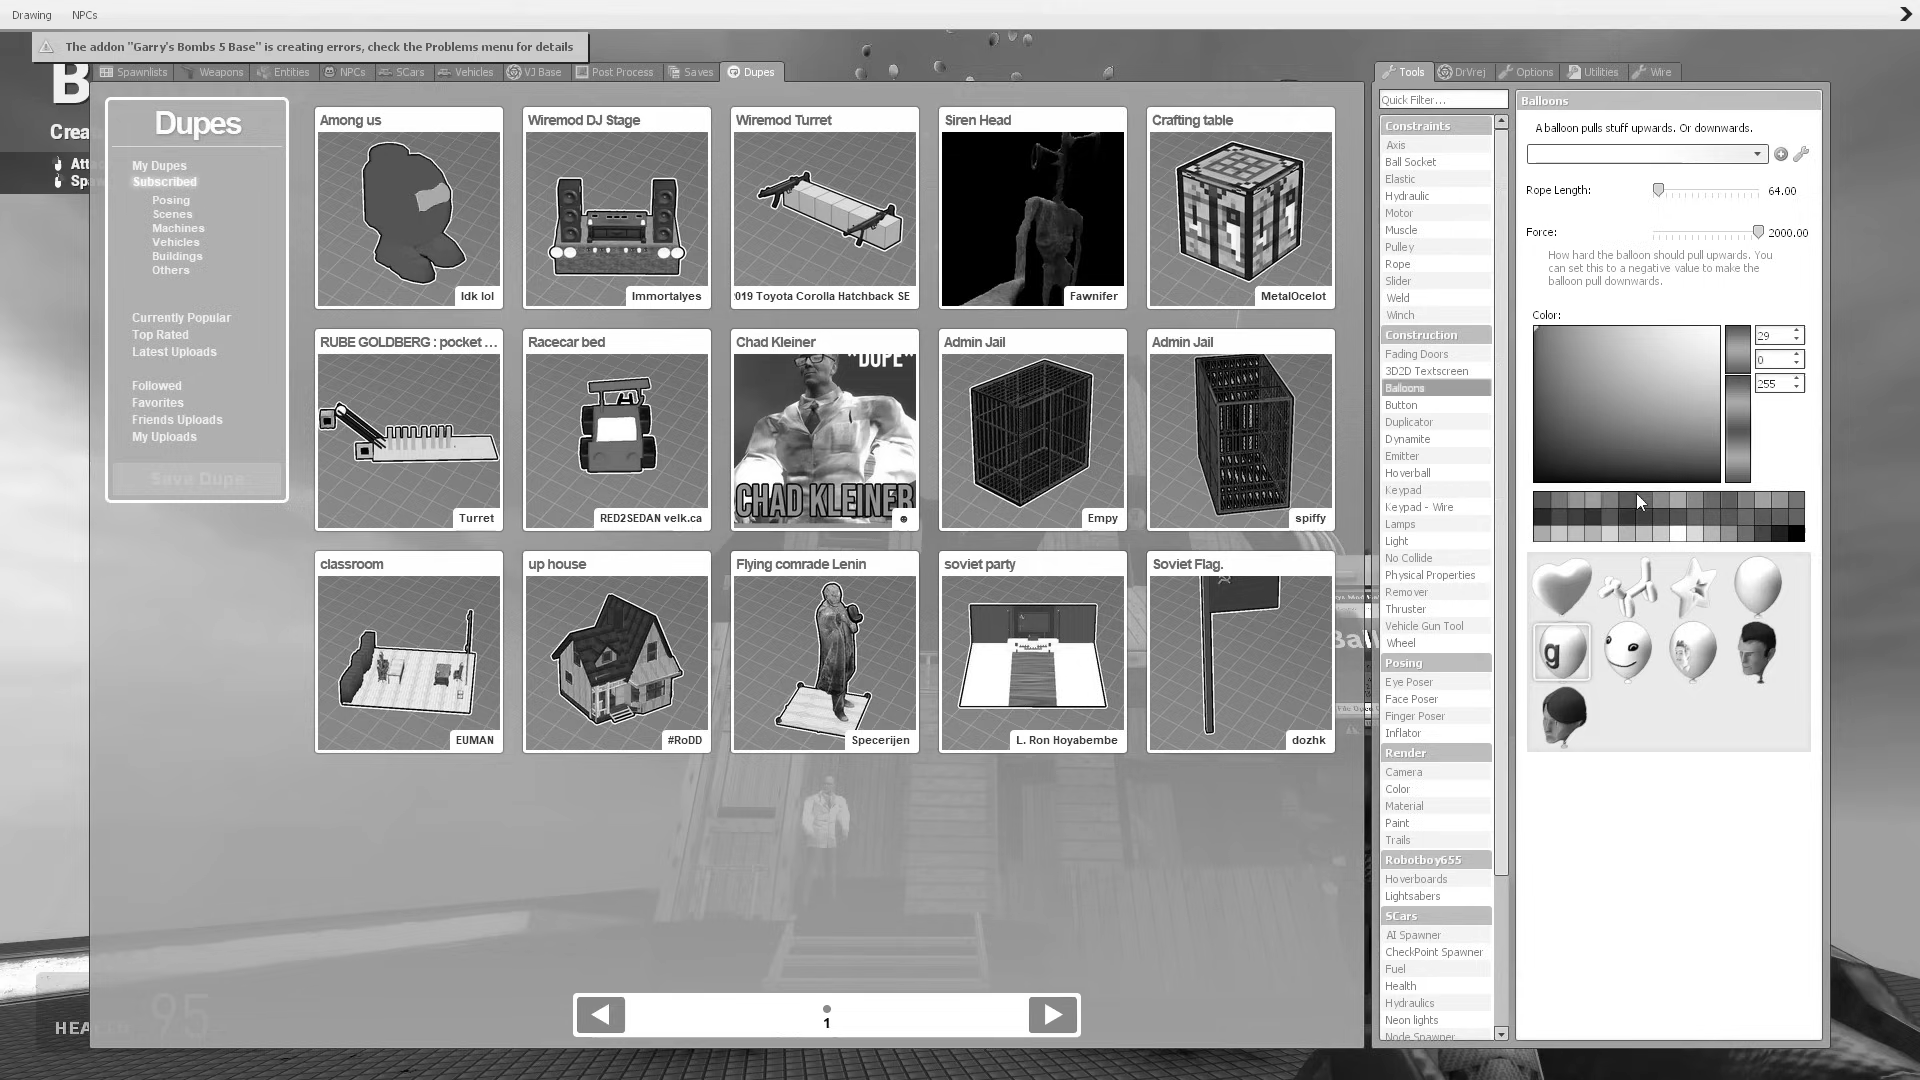 Drawing NPCs
The addon "Garry's Bombs 5 Base" is creating errors, check the Problems menu for details
Spawnlists Weapons Entities NPCs SCars Vehicles VJ Base Post Process Saves Dupes
Tools DrVrej Options Utilities Wire
B
Crea
Att
Spa
Dupes
My Dupes
Subscribed
Posing
Scenes
Machines
Vehicles
Buildings
Others
Currently Popular
Top Rated
Latest Uploads
Followed
Favorites
Friends Uploads
My Uploads
Save Dupe
Among us
Idk lol
Wiremod DJ Stage
Immortalyes
Wiremod Turret
019 Toyota Corolla Hatchback SE
Siren Head
Fawnifer
Crafting table
MetalOcelot
RUBE GOLDBERG : pocket ...
Turret
Racecar bed
RED2SEDAN velk.ca
Chad Kleiner
"DUPE"
CHAD KLEINER
Admin Jail
Empy
Admin Jail
spiffy
classroom
EUMAN
up house
#RoDD
Flying comrade Lenin
Specerijen
soviet party
L. Ron Hoyabembe
Soviet Flag.
dozhk
1
HEALTH 95
Ball
Quick Filter...
Constraints
Axis
Ball Socket
Elastic
Hydraulic
Motor
Muscle
Pulley
Rope
Slider
Weld
Winch
Construction
Fading Doors
3D2D Textscreen
Balloons
Button
Duplicator
Dynamite
Emitter
Hoverball
Keypad
Keypad - Wire
Lamps
Light
No Collide
Physical Properties
Remover
Thruster
Vehicle Gun Tool
Wheel
Posing
Eye Poser
Face Poser
Finger Poser
Inflator
Render
Camera
Color
Material
Paint
Trails
Robotboy655
Hoverboards
Lightsabers
SCars
AI Spawner
CheckPoint Spawner
Fuel
Health
Hydraulics
Neon lights
Node Spawner
Balloons
A balloon pulls stuff upwards. Or downwards.
Rope Length: 64.00
Force: 2000.00
How hard the balloon should pull upwards. You
can set this to a negative value to make the
balloon pull downwards.
Color:
29
0
255
g